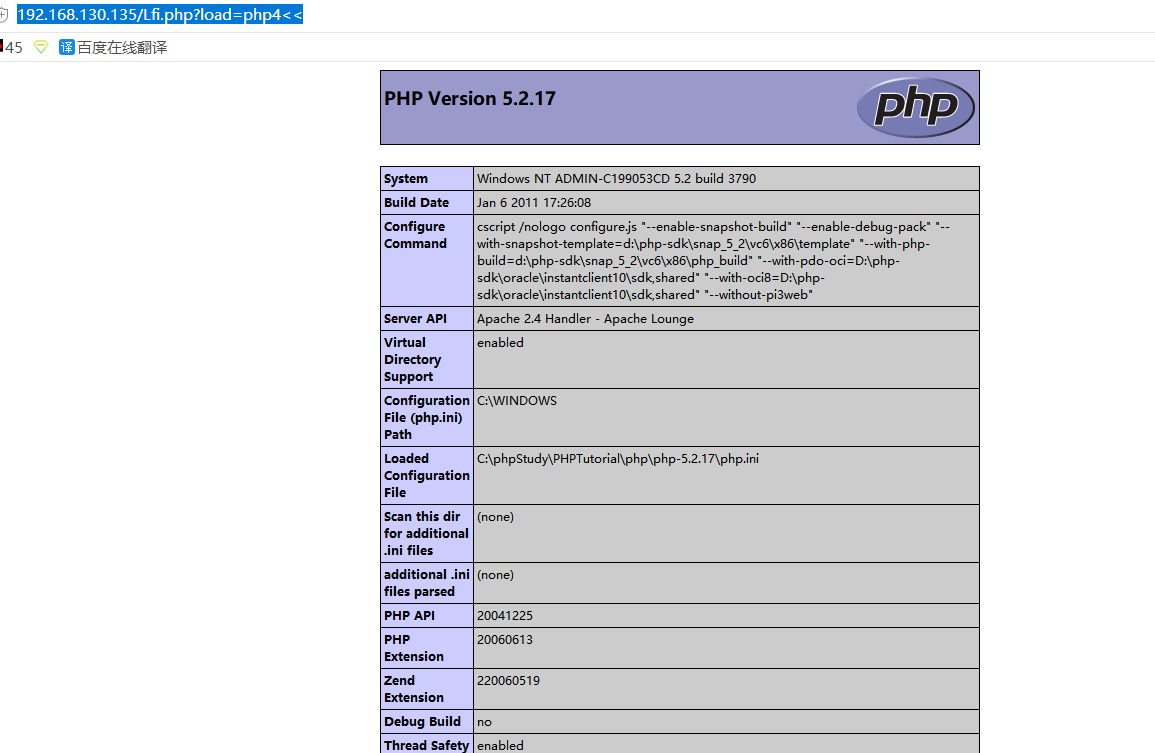 192.168.130.135/Lfi.php?load=php4<<
45 译 百度在线翻译
PHP Version 5.2.17
php
System Windows NT ADMIN-C199053CD 5.2 build 3790
Build Date Jan 6 2011 17:26:08
Configure cscript /nologo configure.js "--enable-snapshot-build" "--enable-debug-pack" "--
Command with-snapshot-template=d:\php-sdk\snap_5_2\vc6\x86\template" "--with-php-
build=d:\php-sdk\snap_5_2\vc6\x86\php_build" "--with-pdo-oci=D:\php-
sdk\oracle\instantclient10\sdk,shared" "--with-oci8=D:\php-
sdk\oracle\instantclient10\sdk,shared" "--without-pi3web"
Server API Apache 2.4 Handler - Apache Lounge
Virtual enabled
Directory
Support
Configuration C:\WINDOWS
File (php.ini)
Path
Loaded C:\phpStudy\PHPTutorial\php\php-5.2.17\php.ini
Configuration
File
Scan this dir (none)
for additional
.ini files
additional .ini (none)
files parsed
PHP API 20041225
PHP 20060613
Extension
Zend 220060519
Extension
Debug Build no
Thread Safety enabled